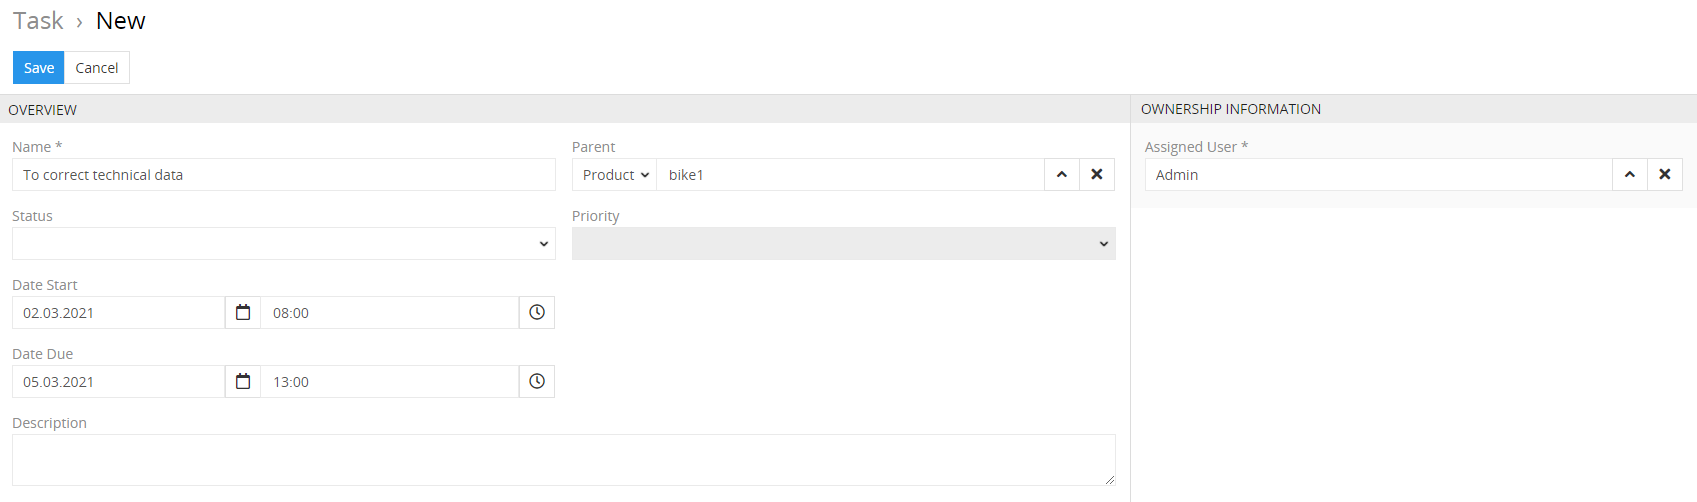 Task › New
Save Cancel
OVERVIEW
OWNERSHIP INFORMATION
Name *
Parent
Assigned User *
To correct technical data
Product
bike1
Admin
Status
Priority
Date Start
02.03.2021
08:00
Date Due
05.03.2021
13:00
Description